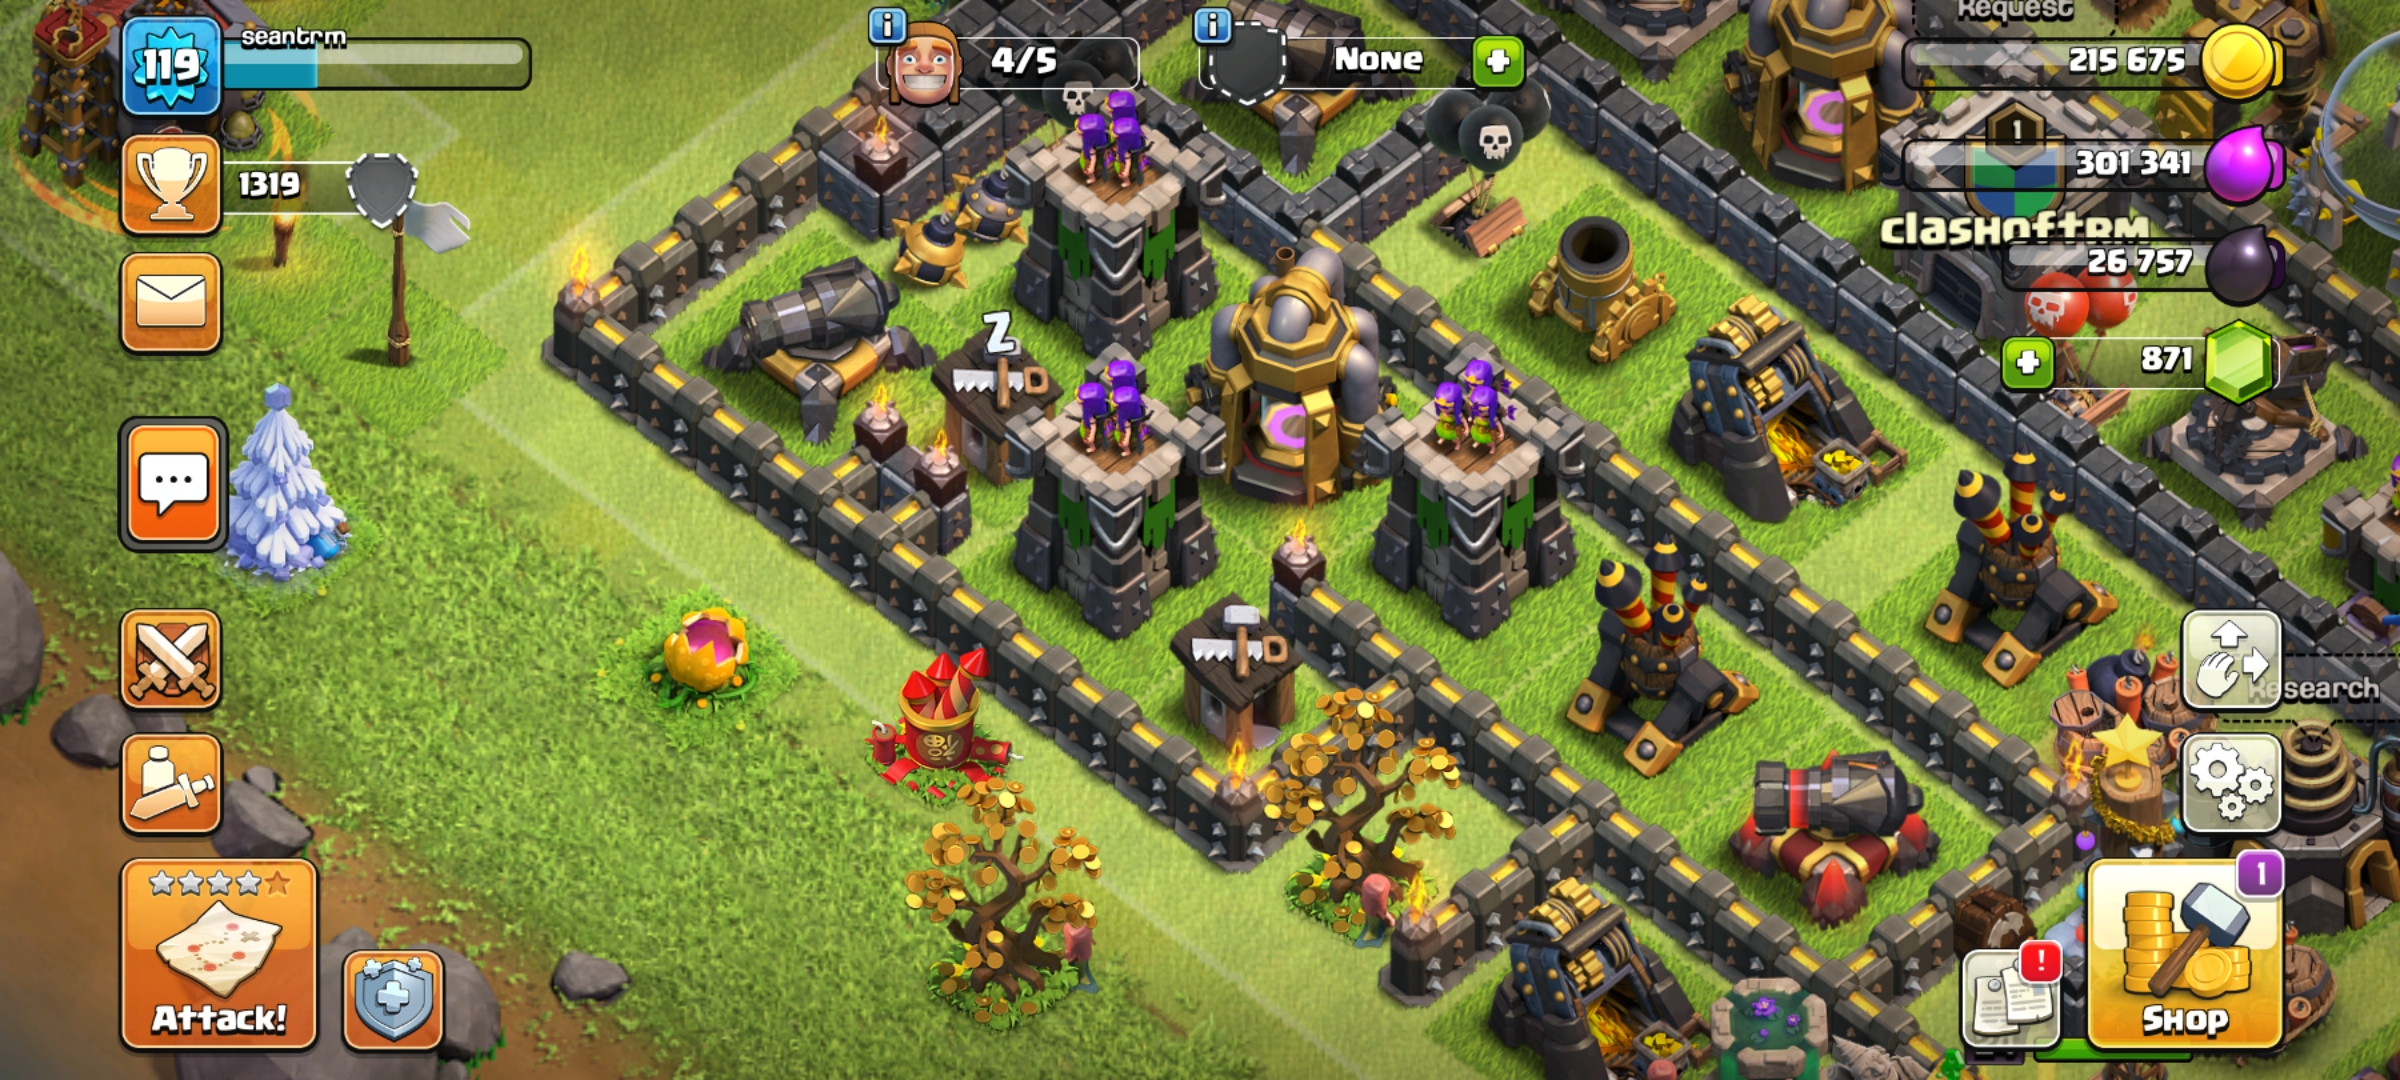 Request
119
seantrm
4/5
None
215 675
1319
1
301 341
clashoftrm
26 757
871
Z
Research
Attack!
1
!
Shop